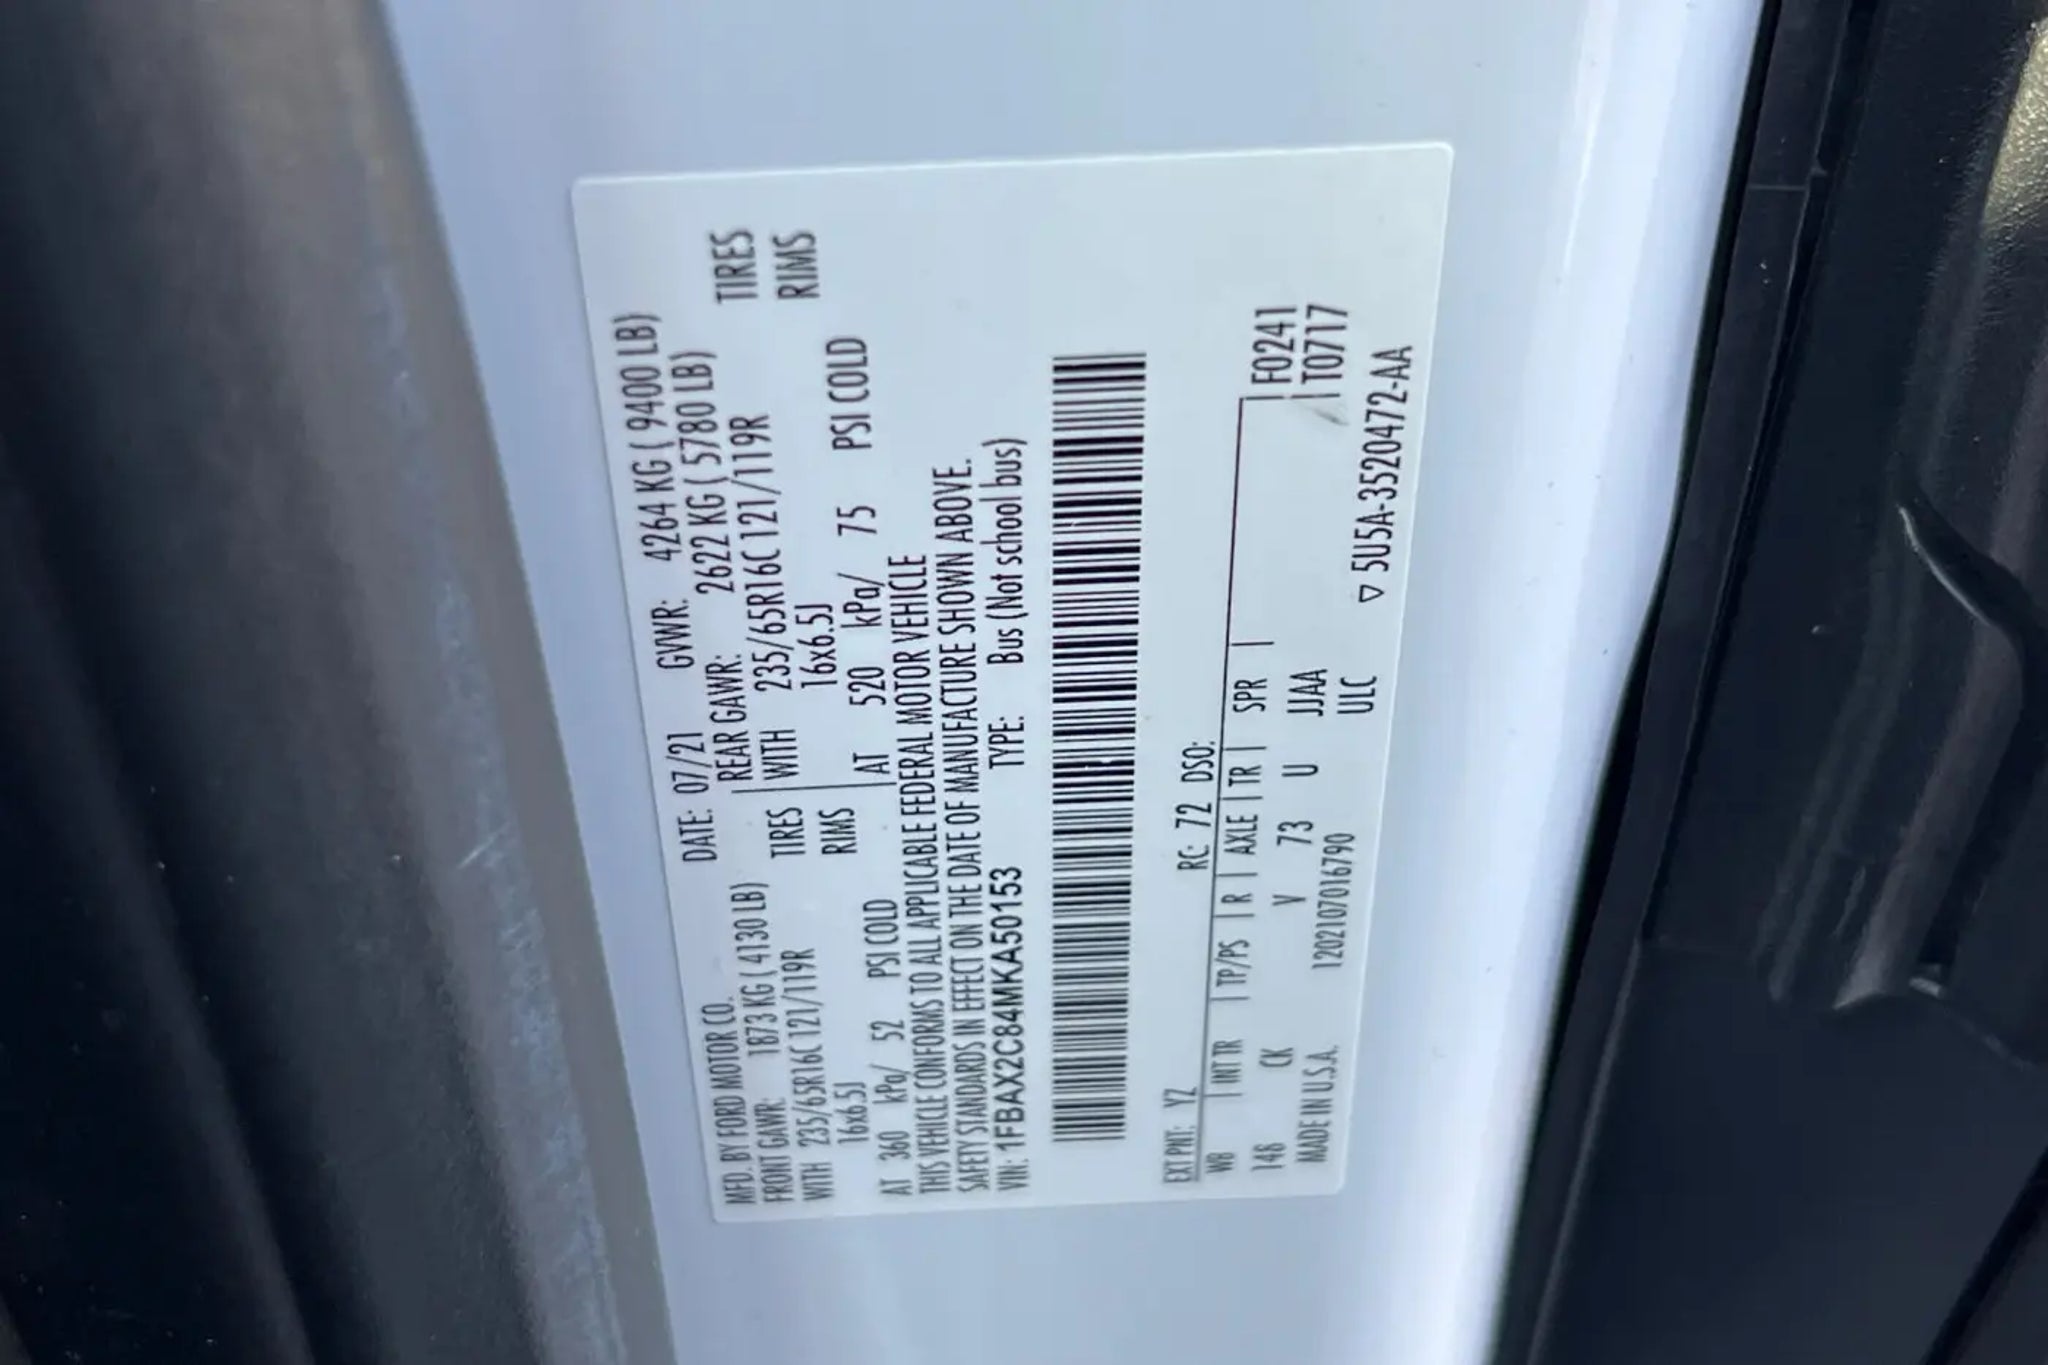 MFD. BY FORD MOTOR CO. DATE: 07/21 GVWR: 4264 KG ( 9400 LB)
FRONT GAWR: 1873 KG ( 4130 LB) REAR GAWR: 2622 KG ( 5780 LB)
WITH 235/65R16C 121/119R TIRES WITH 235/65R16C 121/119R TIRES
16x6.5J RIMS 16x6.5J RIMS
AT 360 kPa/ 52 PSI COLD AT 520 kPa/ 75 PSI COLD
THIS VEHICLE CONFORMS TO ALL APPLICABLE FEDERAL MOTOR VEHICLE
SAFETY STANDARDS IN EFFECT ON THE DATE OF MANUFACTURE SHOWN ABOVE.
VIN: 1FBAX2C84MKA50153 TYPE: Bus (Not school bus)
EXT PNT: YZ RC: 72 DSO:
WB | INT TR | TP/PS | R | AXLE | TR | SPR | | F0241
148 CK V 73 U JJAA | T0717
MADE IN U.S.A. 1202107016790 ULC ▽ 5U5A-3520472-AA